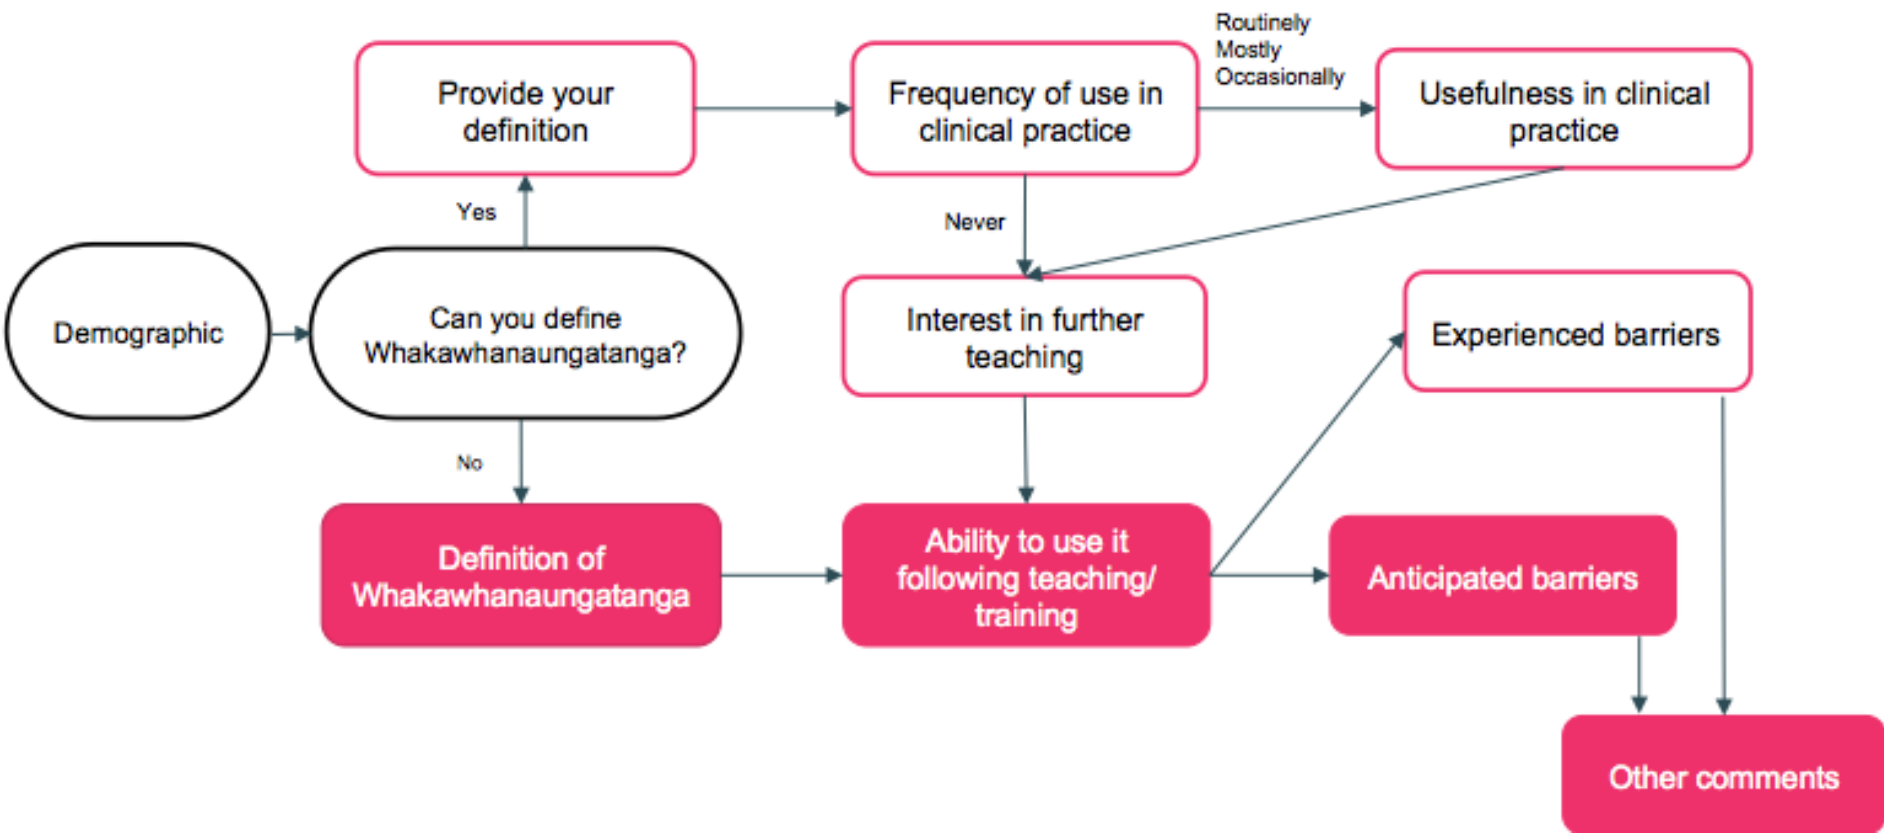 Routinely
Mostly
Occasionally
Provide your
definition
Frequency of use in
clinical practice
Usefulness in clinical
practice
Yes
Never
Demographic
Can you define
Whakawhanaungatanga?
Interest in further
teaching
Experienced barriers
No
Definition of
Whakawhanaungatanga
Ability to use it
following teaching/
training
Anticipated barriers
Other comments